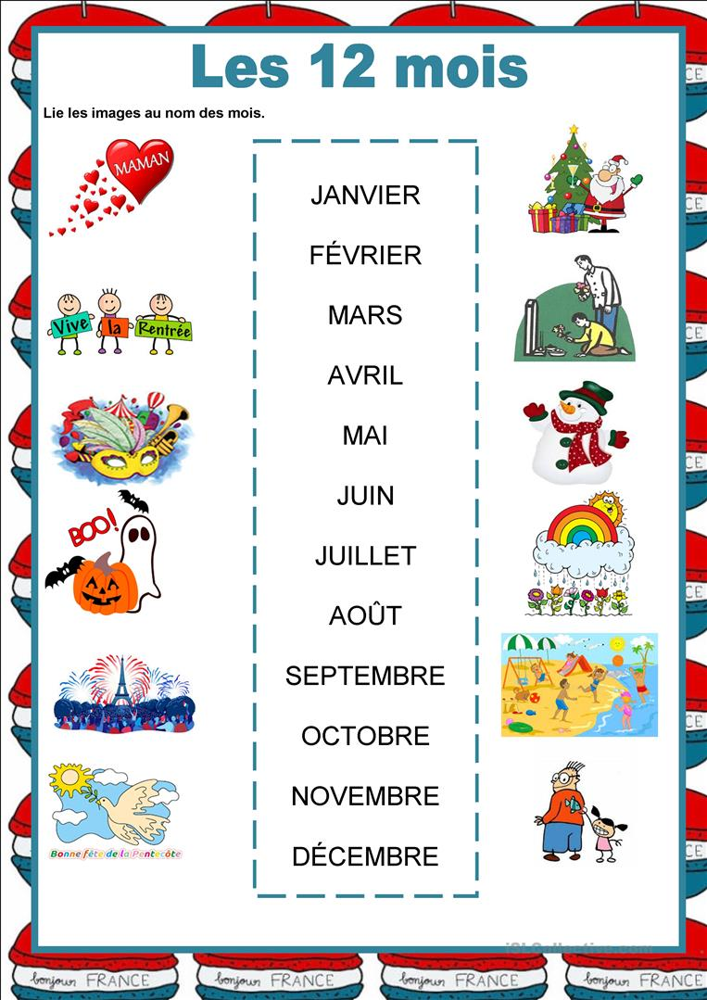 Les 12 mois
Lie les images au nom des mois.
MAMAN
JANVIER
FÉVRIER
MARS
Vive la Rentrée
AVRIL
MAI
JUIN
BOO!
JUILLET
AOÛT
SEPTEMBRE
OCTOBRE
NOVEMBRE
Bonne fête de la Pentecôte
DÉCEMBRE
iSLCollective.com
bonjour FRANCE
bonjour FRANCE
bonjour FRANCE
bonjour FRANCE